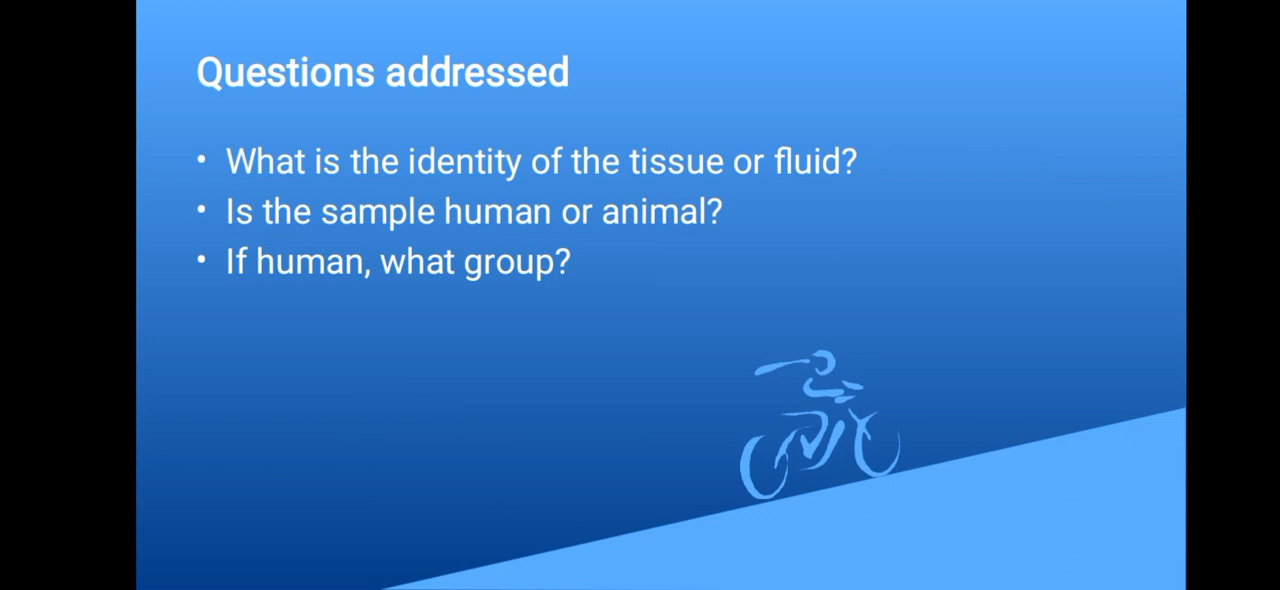 Questions addressed
• What is the identity of the tissue or fluid?
• Is the sample human or animal?
• If human, what group?